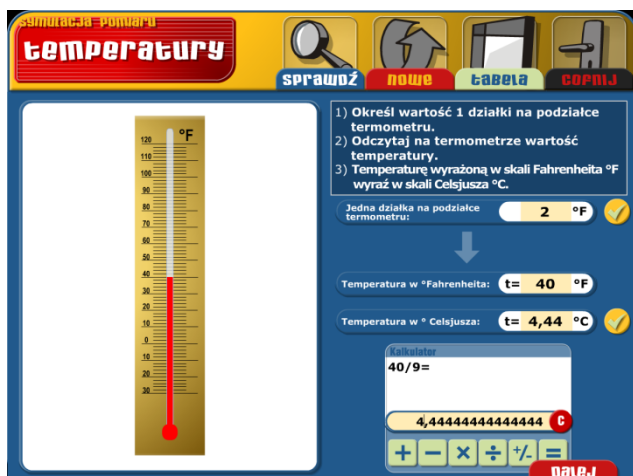 symulacja pomiaru
temperatury
sprawdź
nowe
tabela
cofnij
°F
120
110
100
90
80
70
60
50
40
30
20
10
0
10
20
30
1) Określ wartość 1 działki na podziałce
termometru.
2) Odczytaj na termometrze wartość
temperatury.
3) Temperaturę wyrażoną w skali Fahrenheita °F
wyraź w skali Celsjusza °C.
Jedna działka na podziałce
termometru:
2 °F
Temperatura w °Fahrenheita: t= 40 °F
Temperatura w ° Celsjusza: t= 4,44 °C
Kalkulator
40/9=
4,44444444444444 C
+ − × ÷ +/- =
dalej